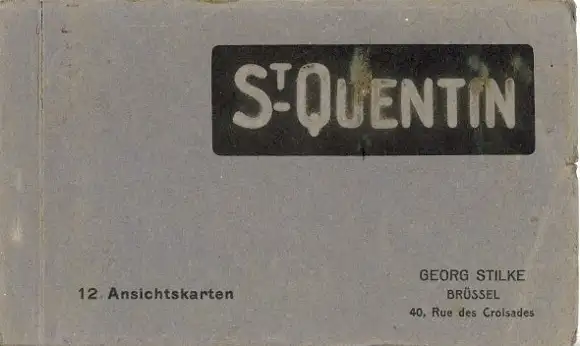 ST-QUENTIN
12 Ansichtskarten
GEORG STILKE
BRÜSSEL
40, Rue des Croisades